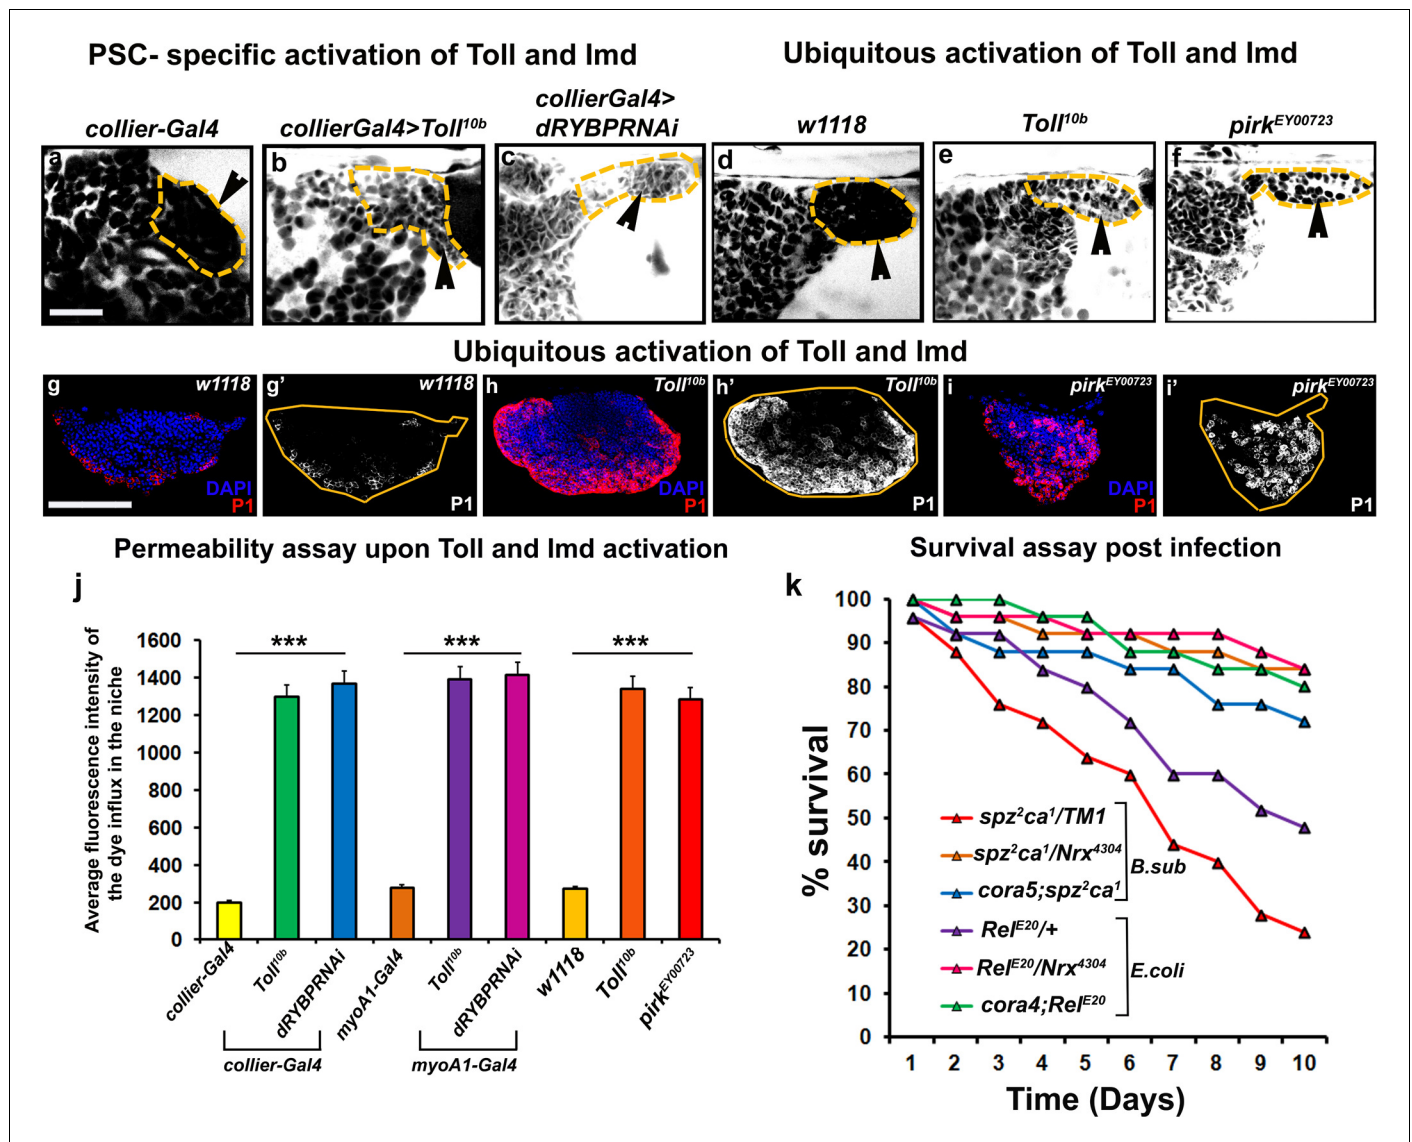 PSC- specific activation of Toll and Imd
Ubiquitous activation of Toll and Imd
collier-Gal4
collierGal4>Toll10b
collierGal4>
dRYBPRNAi
w1118
Toll10b
pirkEY00723
a
b
c
d
e
f
Ubiquitous activation of Toll and Imd
g w1118
DAPI
P1
g' w1118
P1
h Toll10b
DAPI
P1
h' Toll10b
P1
i pirkEY00723
DAPI
P1
i' pirkEY00723
P1
Permeability assay upon Toll and Imd activation
j
Average fluorescence intensity of
the dye influx in the niche
1600
1400
1200
1000
800
600
400
200
0
*** *** ***
collier-Gal4
Toll10b
dRYBPRNAi
myoA1-Gal4
Toll10b
dRYBPRNAi
w1118
Toll10b
pirkEY00723
collier-Gal4
myoA1-Gal4
Survival assay post infection
k
% survival
100
90
80
70
60
50
40
30
20
10
0
spz2ca1/TM1
spz2ca1/Nrx4304
cora5;spz2ca1
B.sub
RelE20/+
RelE20/Nrx4304
cora4;RelE20
E.coli
1 2 3 4 5 6 7 8 9 10
Time (Days)